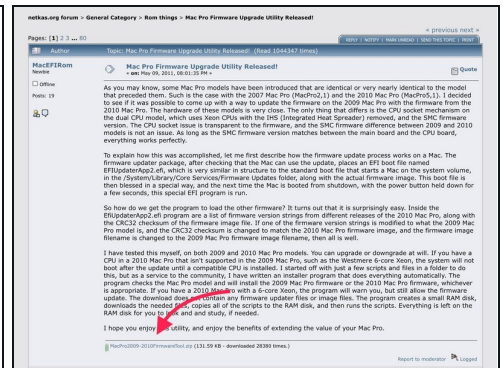 netkas.org forum > General Category > Rom things > Mac Pro Firmware Upgrade Utility Released!
« previous next »
Pages: [1] 2 3 ... 80
REPLY | NOTIFY | MARK UNREAD | SEND THIS TOPIC | PRINT
Author
Topic: Mac Pro Firmware Upgrade Utility Released! (Read 1044347 times)
MacEFIRom
Newbie
Offline
Posts: 19
Mac Pro Firmware Upgrade Utility Released!
« on: May 09, 2011, 08:01:35 PM »
Quote
As you may know, some Mac Pro models have been introduced that are identical or very nearly identical to the model
that preceded them. Such is the case with the 2007 Mac Pro (MacPro2,1) and the 2010 Mac Pro (MacPro5,1). I decided
to see if it was possible to come up with a way to update the firmware on the 2009 Mac Pro with the firmware from the
2010 Mac Pro. The hardware of these models is very close. The only thing that differs is the CPU socket mechanism on
the dual CPU model, which uses Xeon CPUs with the IHS (Integrated Heat Spreader) removed, and the SMC firmware
version. The CPU socket issue is transparent to the firmware, and the SMC firmware difference between 2009 and 2010
models is not an issue. As long as the SMC firmware version matches between the main board and the CPU board,
everything works perfectly.
To explain how this was accomplished, let me first describe how the firmware update process works on a Mac. The
firmware updater package, after checking that the Mac can use the update, places an EFI boot file named
EFIUpdaterApp2.efi, which is very similar in structure to the standard boot file that starts a Mac on the system volume,
in the /System/Library/CoreServices/Firmware Updates folder, along with the actual firmware image. This boot file is
then blessed in a special way, and the next time the Mac is booted from shutdown, with the power button held down for
a few seconds, this special EFI program is run.
So how do we get the program to load the other firmware? It turns out that it is surprisingly easy. Inside the
EfiUpdaterApp2.efi program are a list of firmware version strings from different releases of the 2010 Mac Pro, along with
the CRC32 checksum of the firmware image file. If one of the firmware version strings is modified to what the 2009 Mac
Pro model is, and the CRC32 checksum is changed to match the 2010 Mac Pro firmware image, and the firmware image
filename is changed to the 2009 Mac Pro firmware image filename, then all is well.
I have tested this myself, on both 2009 and 2010 Mac Pro models. You can upgrade or downgrade at will. If you have a
CPU in a 2010 Mac Pro that isn't supported in the 2009 Mac Pro, such as the Westmere 6-core Xeon, the system will not
boot after the update until a compatible CPU is installed. I started off with just a few scripts and files in a folder to do
this, but as a service to the community, I have written an installer program that does everything automatically. The
program checks the Mac Pro model and will install the 2009 Mac Pro firmware or the 2010 Mac Pro firmware, whichever
is appropriate. If you have a 2010 Mac Pro with a 6-core Xeon, the program will warn you, but still allow the firmware
update. The download does not contain any firmware updater files or image files. The program creates a small RAM disk,
downloads the needed files, copies all of the scripts to the RAM disk, and then runs the scripts. Everything is left on the
RAM disk for you to look and and study, if needed.
I hope you enjoy this utility, and enjoy the benefits of extending the value of your Mac Pro.
MacPro2009-2010FirmwareTool.zip (131.59 KB - downloaded 28380 times.)
Report to moderator Logged